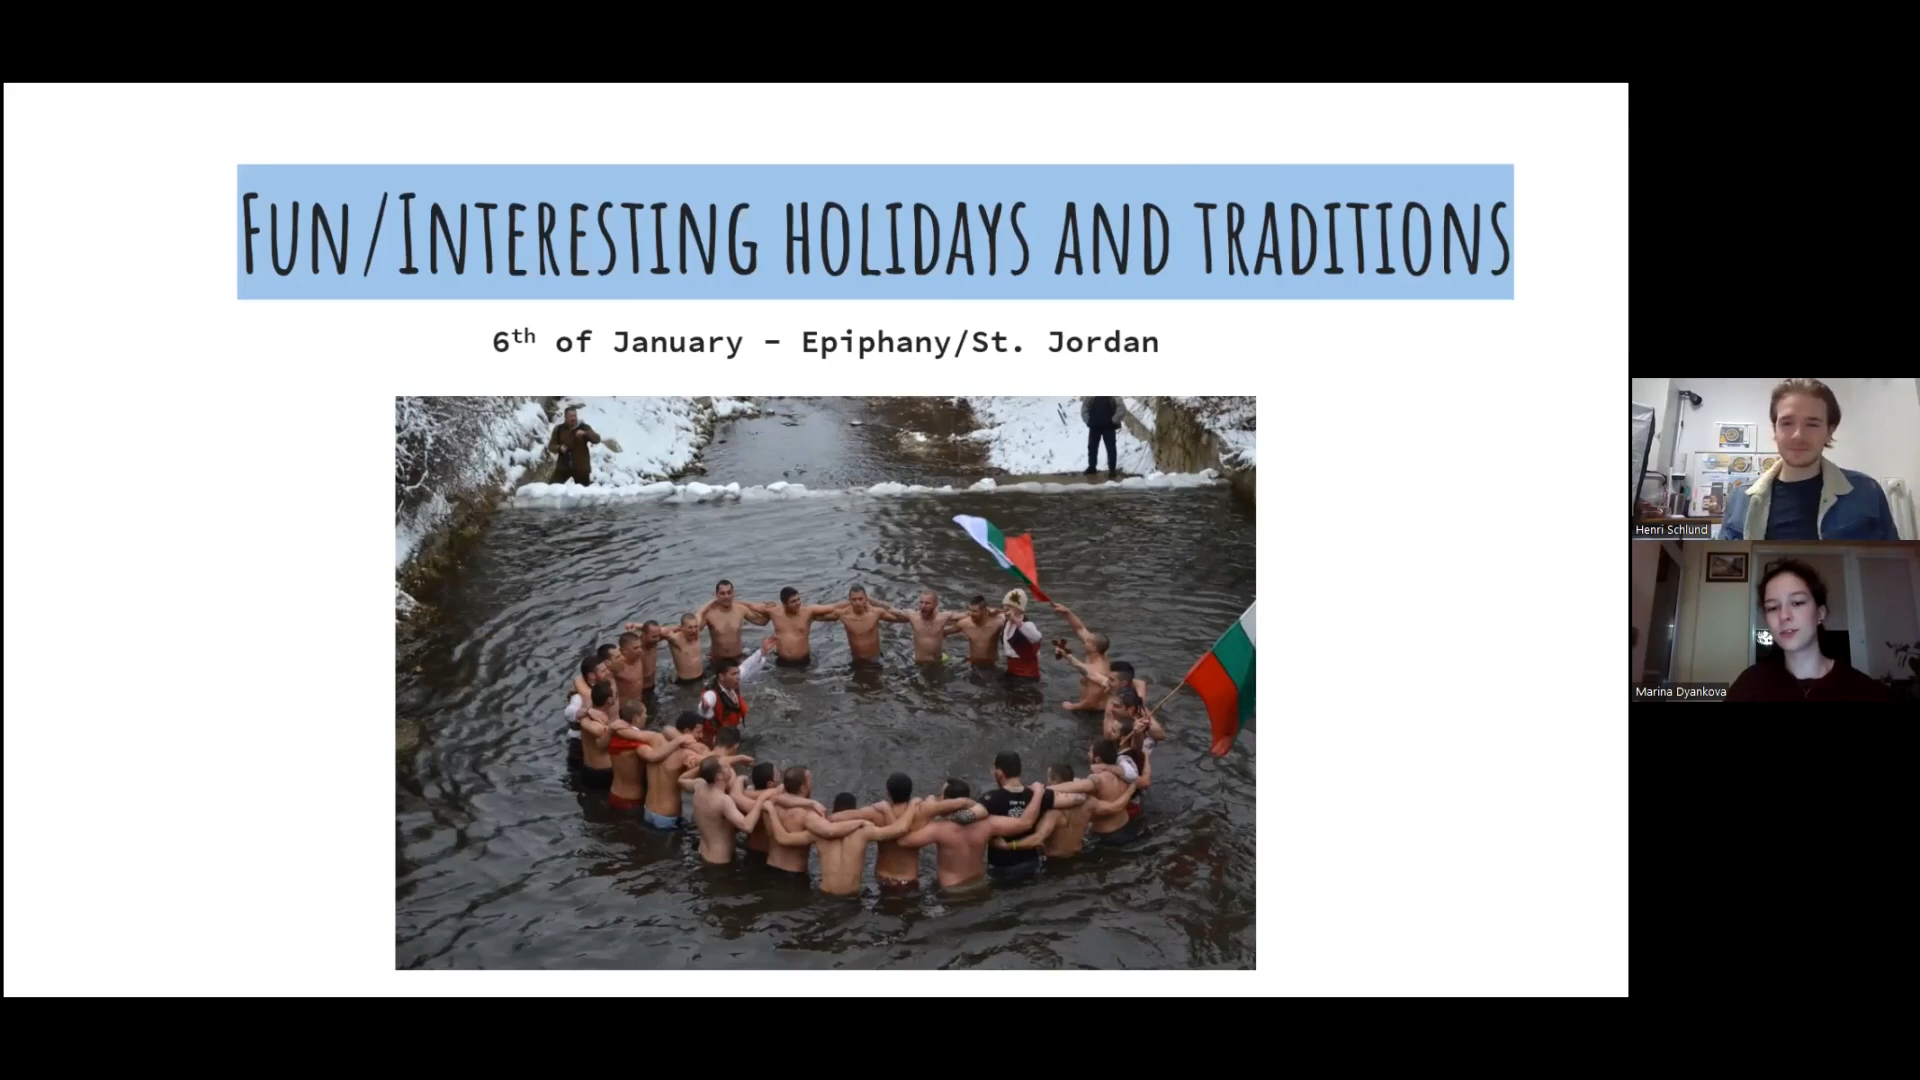 Fun/Interesting holidays and traditions
6th of January – Epiphany/St. Jordan
Henri Schlund
Marina Dyankova